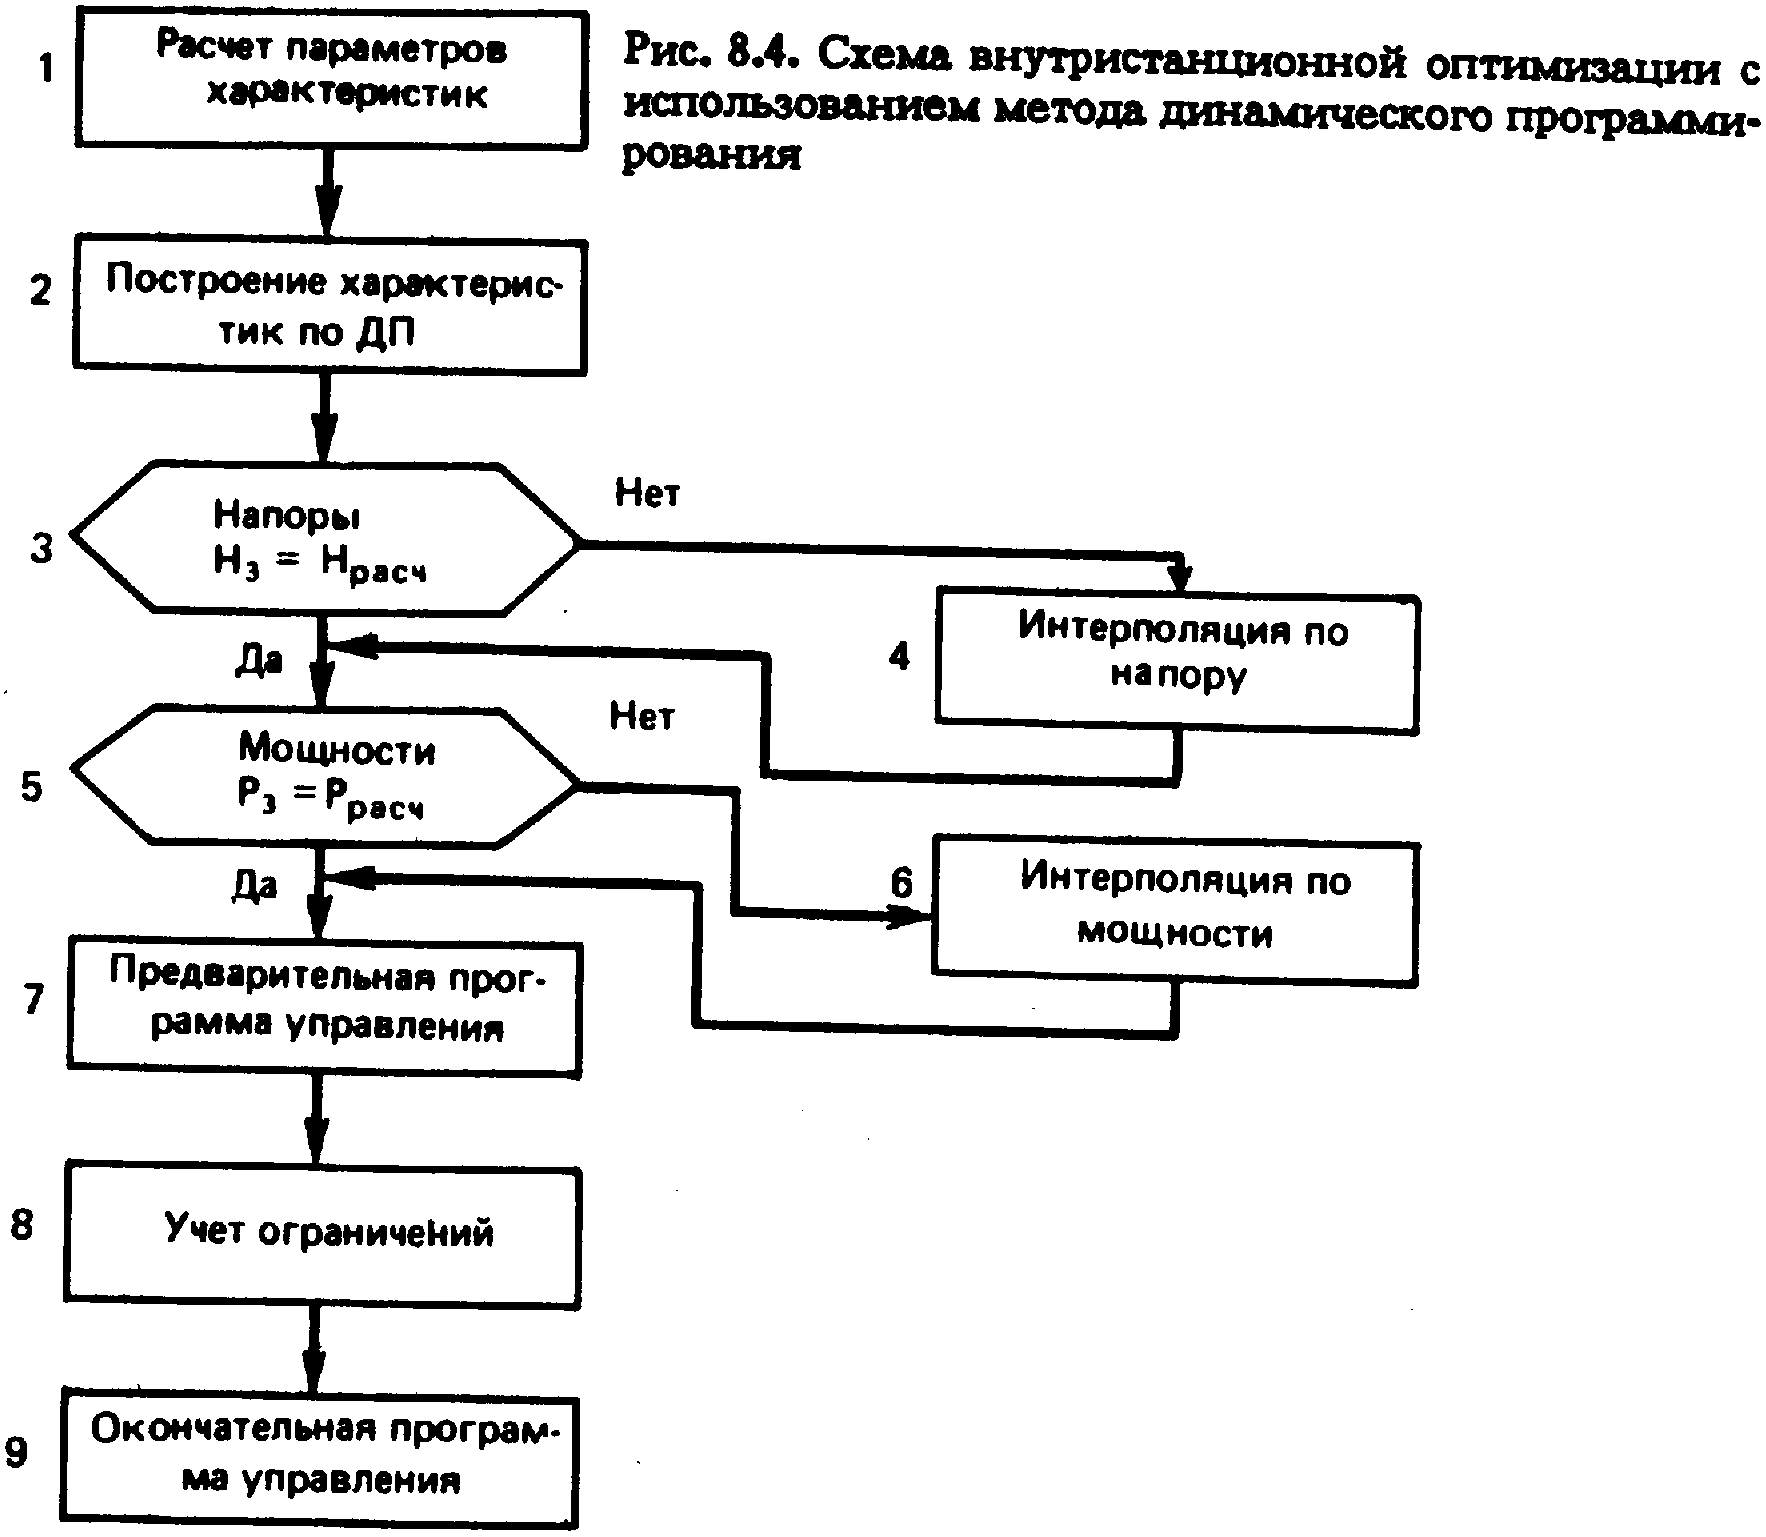 1
Расчет параметров
характеристик
Рис. 8.4. Схема внутристанционной оптимизации с
использованием метода динамического программи-
рования
2
Построение характерис-
тик по ДП
3
Напоры
Нз = Нрасч
Нет
Да
4
Интерполяция по
напору
5
Мощности
Рз = Ррасч
Нет
Да
6
Интерполяция по
мощности
7
Предварительная прог-
рамма управления
8
Учет ограничений
9
Окончательная програм-
ма управления